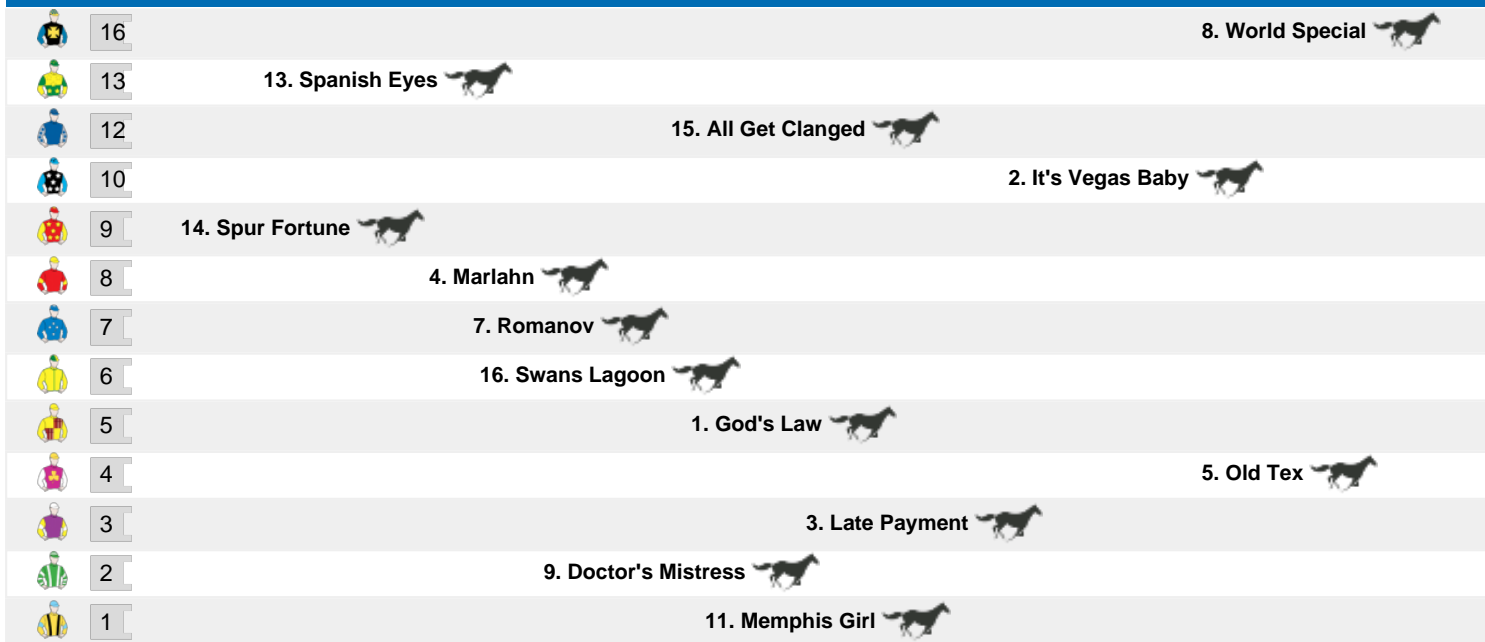 16 8. World Special
13 13. Spanish Eyes
12 15. All Get Clanged
10 2. It's Vegas Baby
9 14. Spur Fortune
8 4. Marlahn
7 7. Romanov
6 16. Swans Lagoon
5 1. God's Law
4 5. Old Tex
3 3. Late Payment
2 9. Doctor's Mistress
1 11. Memphis Girl